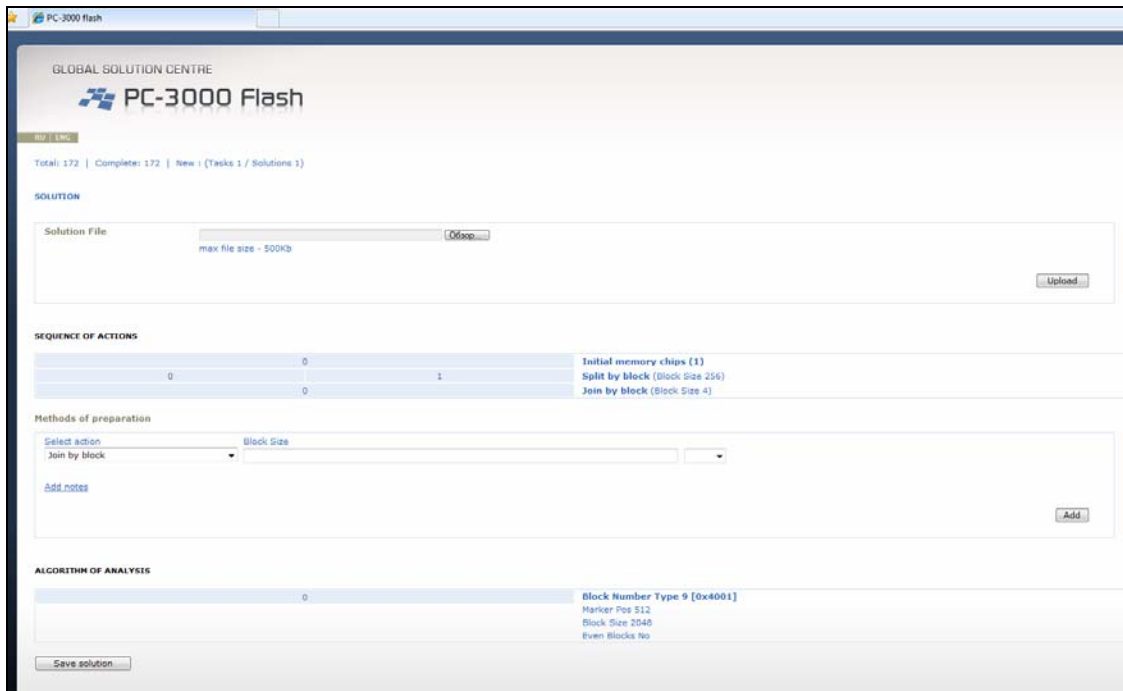 PC-3000 flash
GLOBAL SOLUTION CENTRE
PC-3000 Flash
RU | ENG
Total: 172 | Complete: 172 | New : (Tasks 1 / Solutions 1)
SOLUTION
Solution File
Обзор...
max file size - 500Kb
Upload
SEQUENCE OF ACTIONS
0 Initial memory chips (1)
0 1 Split by block (Block Size 256)
0 Join by block (Block Size 4)
Methods of preparation
Select action Block Size
Join by block
Add notes
Add
ALGORITHM OF ANALYSIS
0 Block Number Type 9 [0x4001]
Marker Pos 512
Block Size 2048
Even Blocks No
Save solution